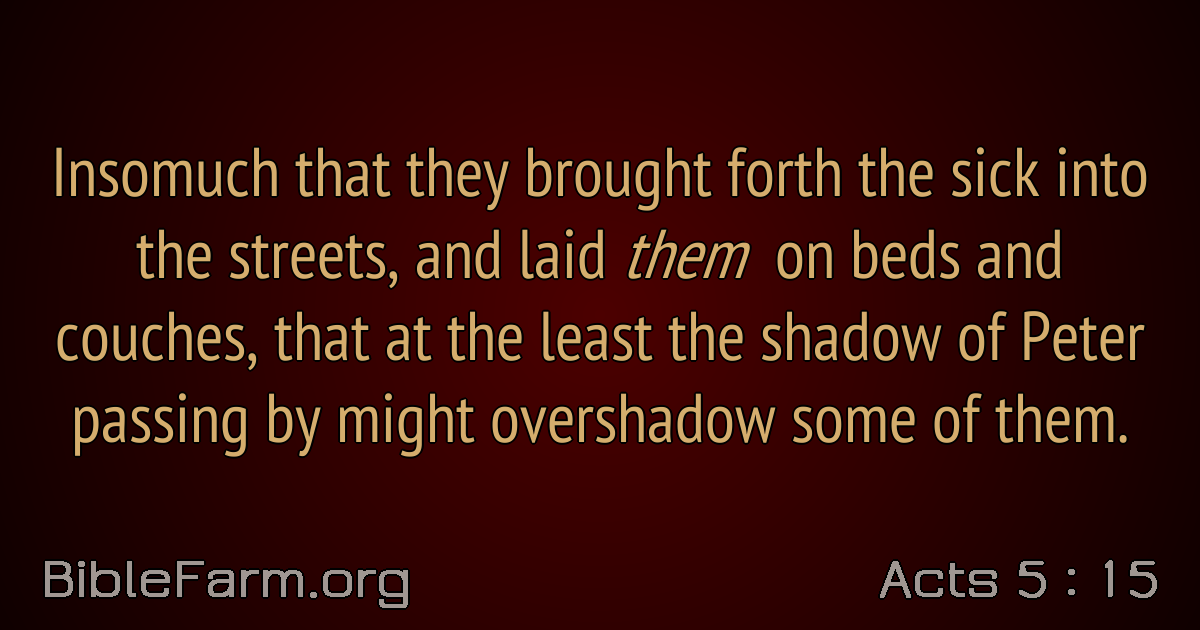 Insomuch that they brought forth the sick into
the streets, and laid them on beds and
couches, that at the least the shadow of Peter
passing by might overshadow some of them.
BibleFarm.org
Acts 5 : 15